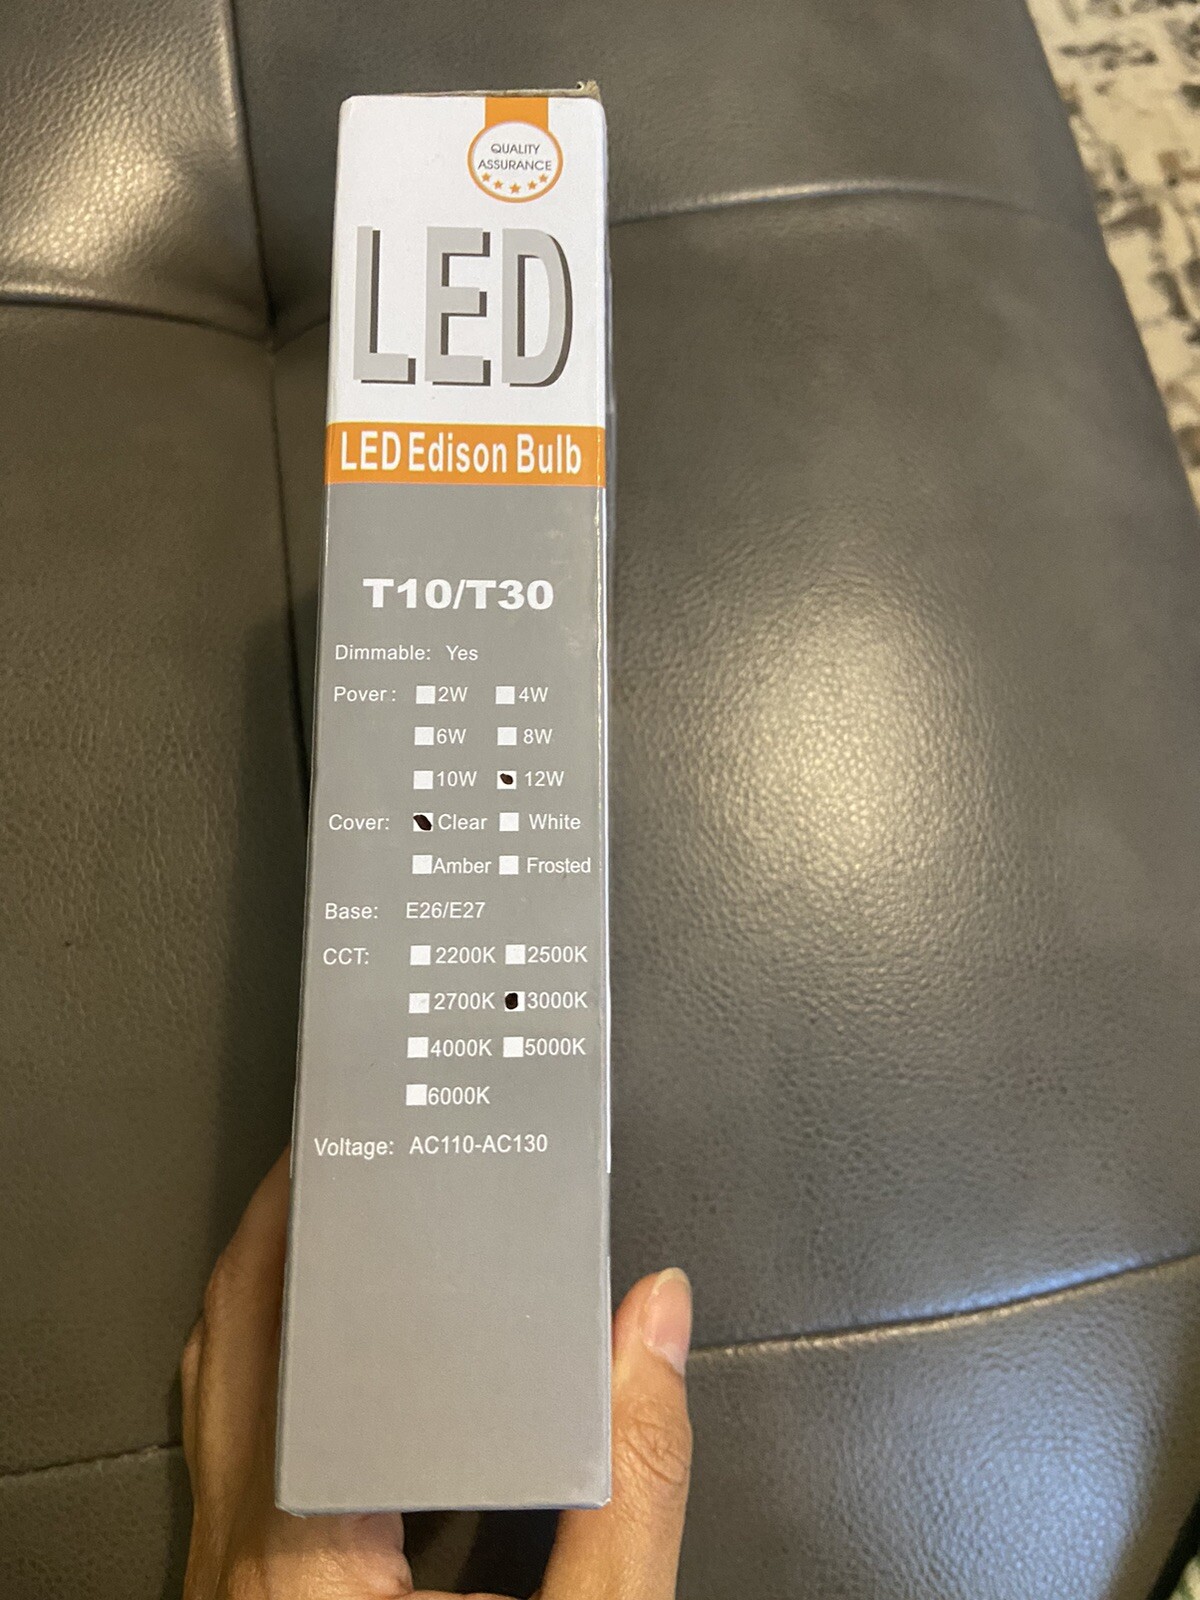 QUALITY
ASSURANCE
LED
LED Edison Bulb
T10/T30
Dimmable: Yes
Pover: 2W 4W
6W 8W
10W 12W
Cover: Clear White
Amber Frosted
Base: E26/E27
CCT: 2200K 2500K
2700K 3000K
4000K 5000K
6000K
Voltage: AC110-AC130